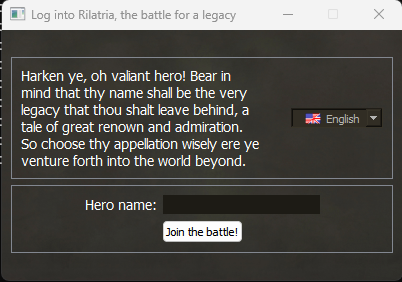 Log into Rilatria, the battle for a legacy
Harken ye, oh valiant hero! Bear in
mind that thy name shall be the very
legacy that thou shalt leave behind, a
tale of great renown and admiration.
So choose thy appellation wisely ere ye
venture forth into the world beyond.
English
Hero name:
Join the battle!